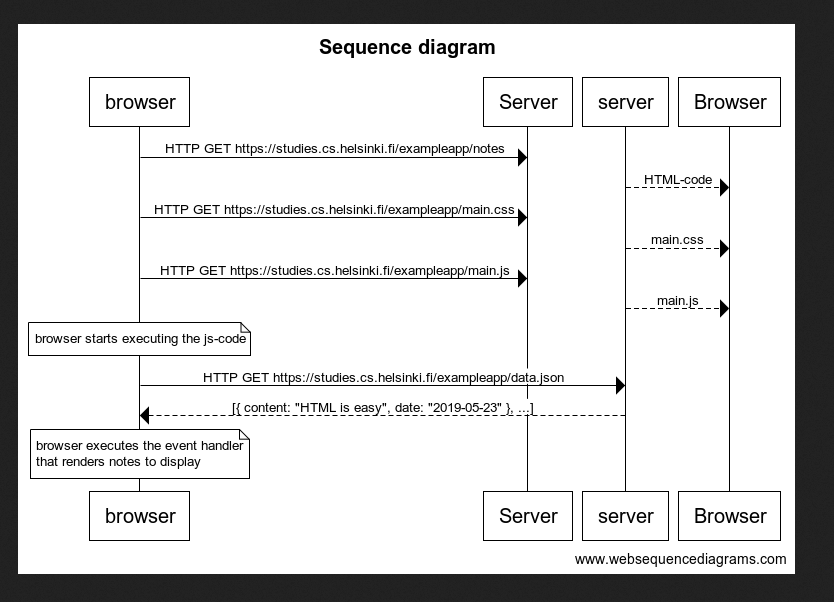 Sequence diagram
browser
Server
server
Browser
HTTP GET https://studies.cs.helsinki.fi/exampleapp/notes
HTML-code
HTTP GET https://studies.cs.helsinki.fi/exampleapp/main.css
main.css
HTTP GET https://studies.cs.helsinki.fi/exampleapp/main.js
main.js
browser starts executing the js-code
HTTP GET https://studies.cs.helsinki.fi/exampleapp/data.json
[{ content: "HTML is easy", date: "2019-05-23" }, ...]
browser executes the event handler
that renders notes to display
browser
Server
server
Browser
www.websequencediagrams.com